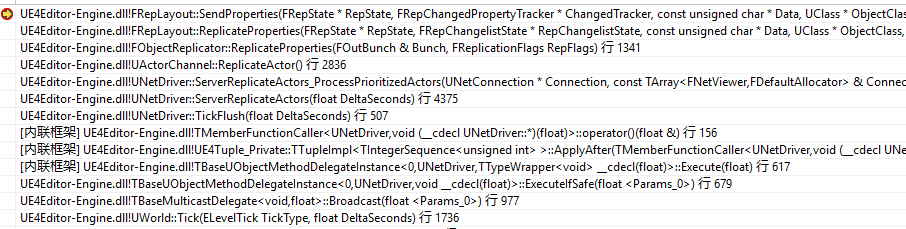 UE4Editor-Engine.dll!FRepLayout::SendProperties(FRepState * RepState, FRepChangedPropertyTracker * ChangedTracker, const unsigned char * Data, UClass * ObjectClass
UE4Editor-Engine.dll!FRepLayout::ReplicateProperties(FRepState * RepState, FRepChangelistState * RepChangelistState, const unsigned char * Data, UClass * ObjectClass,
UE4Editor-Engine.dll!FObjectReplicator::ReplicateProperties(FOutBunch & Bunch, FReplicationFlags RepFlags) 行 1341
UE4Editor-Engine.dll!UActorChannel::ReplicateActor() 行 2836
UE4Editor-Engine.dll!UNetDriver::ServerReplicateActors_ProcessPrioritizedActors(UNetConnection * Connection, const TArray<FNetViewer,FDefaultAllocator> & Connec
UE4Editor-Engine.dll!UNetDriver::ServerReplicateActors(float DeltaSeconds) 行 4375
UE4Editor-Engine.dll!UNetDriver::TickFlush(float DeltaSeconds) 行 507
[内联框架] UE4Editor-Engine.dll!TMemberFunctionCaller<UNetDriver,void (__cdecl UNetDriver::*)(float)>::operator()(float &) 行 156
[内联框架] UE4Editor-Engine.dll!UE4Tuple_Private::TTupleImpl<TIntegerSequence<unsigned int> >::ApplyAfter(TMemberFunctionCaller<UNetDriver,void (__cdecl UNe
[内联框架] UE4Editor-Engine.dll!TBaseUObjectMethodDelegateInstance<0,UNetDriver,TTypeWrapper<void> __cdecl(float)>::Execute(float) 行 617
UE4Editor-Engine.dll!TBaseUObjectMethodDelegateInstance<0,UNetDriver,void __cdecl(float)>::ExecuteIfSafe(float <Params_0>) 行 679
UE4Editor-Engine.dll!TBaseMulticastDelegate<void,float>::Broadcast(float <Params_0>) 行 977
UE4Editor-Engine.dll!UWorld::Tick(ELevelTick TickType, float DeltaSeconds) 行 1736